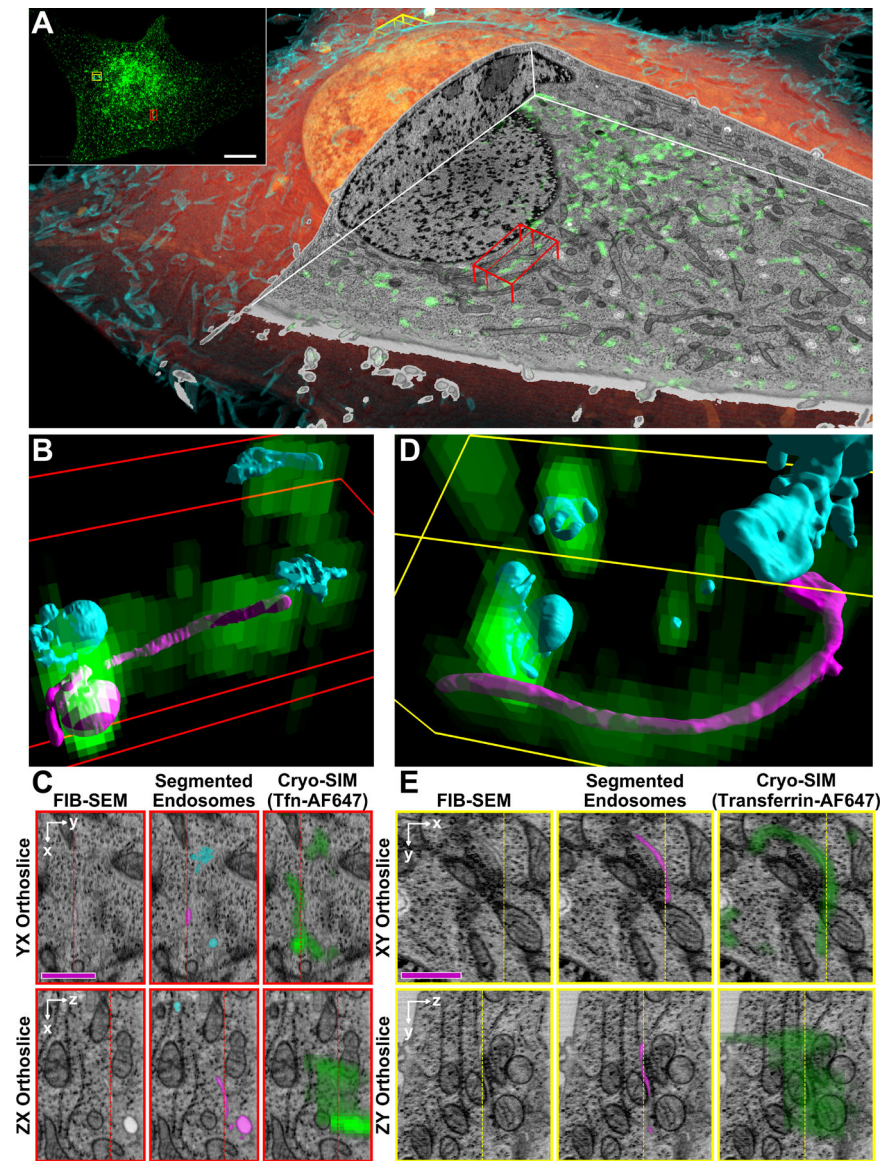 A
B
D
C
FIB-SEM
Segmented
Endosomes
Cryo-SIM
(Tfn-AF647)
YX Orthoslice
y
x
ZX Orthoslice
z
x
E
FIB-SEM
Segmented
Endosomes
Cryo-SIM
(Transferrin-AF647)
XY Orthoslice
x
y
ZY Orthoslice
z
y